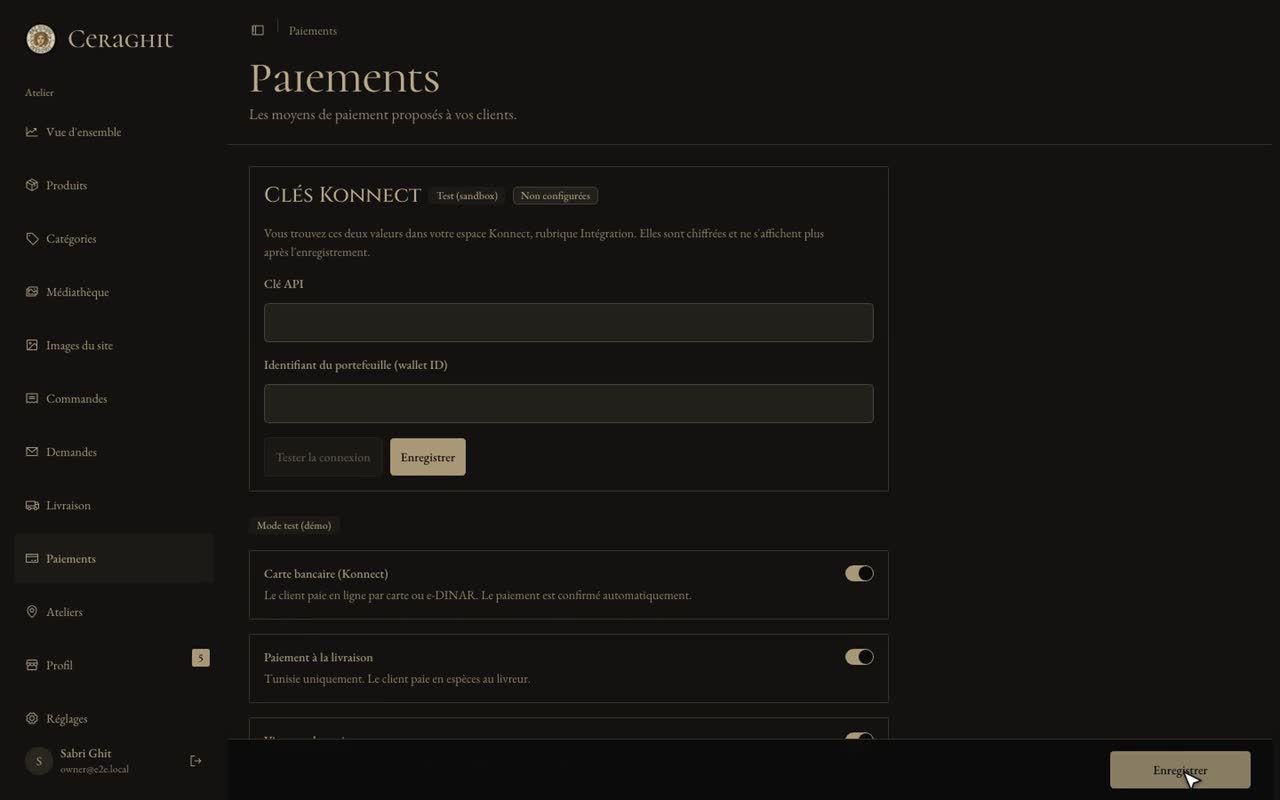 Ceraghit
Atelier
Vue d'ensemble
Produits
Catégories
Médiathèque
Images du site
Commandes
Demandes
Livraison
Paiements
Ateliers
Profil
5
Réglages
S
Sabri Ghit
owner@e2e.local
Paiements
Paiements
Les moyens de paiement proposés à vos clients.
Clés Konnect
Test (sandbox)
Non configurées
Vous trouvez ces deux valeurs dans votre espace Konnect, rubrique Intégration. Elles sont chiffrées et ne s'affichent plus
après l'enregistrement.
Clé API
Identifiant du portefeuille (wallet ID)
Tester la connexion
Enregistrer
Mode test (démo)
Carte bancaire (Konnect)
Le client paie en ligne par carte ou e-DINAR. Le paiement est confirmé automatiquement.
Paiement à la livraison
Tunisie uniquement. Le client paie en espèces au livreur.
Enregistrer